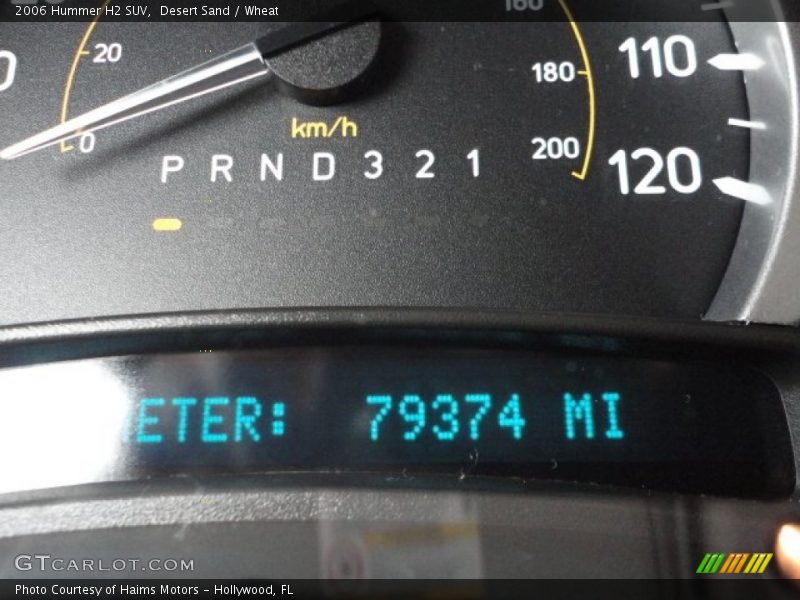 2006 Hummer H2 SUV,  Desert Sand / Wheat
160
20
180
110
0
km/h
200
120
P R N D 3 2 1
ETER: 79374 MI
GTCARLOT.COM
Photo Courtesy of Haims Motors – Hollywood, FL